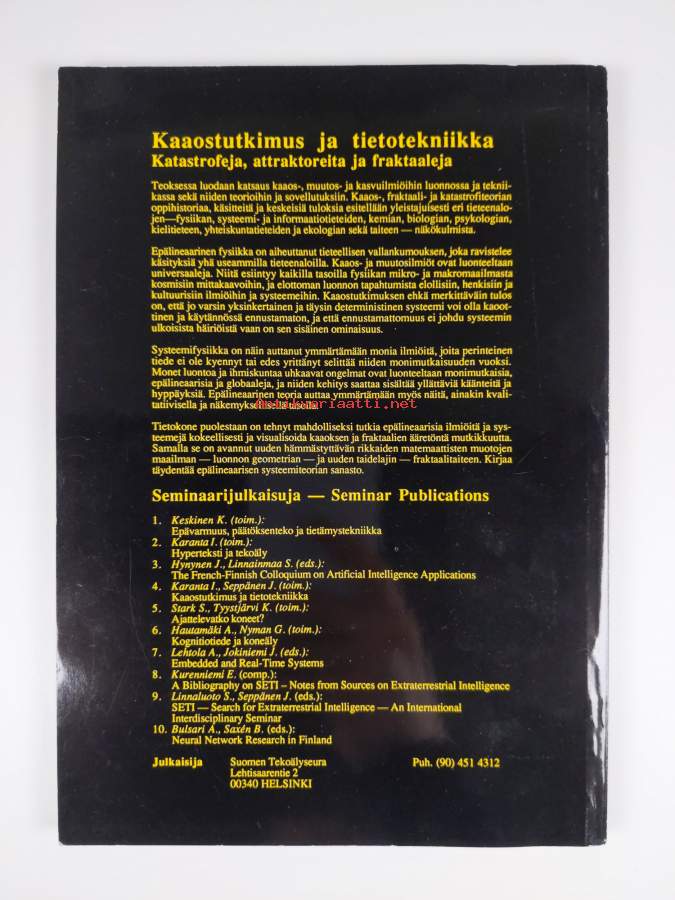 Kaaostutkimus ja tietotekniikka
Katastrofeja, attraktoreita ja fraktaaleja
Teoksessa luodaan katsaus kaaos-, muutos- ja kasvuilmiöihin luonnossa ja teknii-
kassa sekä niiden teorioihin ja sovellutuksiin. Kaaos-, fraktaali- ja katastrofiteorian
oppihistoriaa, käsitteitä ja keskeisiä tuloksia esitellään yleistajuisesti eri tieteenalo-
jen—fysiikan, systeemi- ja informaatiotieteiden, kemian, biologian, psykologian,
kielitieteen, yhteiskuntatieteiden ja ekologian sekä taiteen — näkökulmista.
Epälineaarinen fysiikka on aiheuttanut tieteellisen vallankumouksen, joka ravistelee
käsityksiä yhä useammilla tieteenaloilla. Kaaos- ja muutosilmiöt ovat luonteeltaan
universaaleja. Niitä esiintyy kaikilla tasoilla fysiikan mikro- ja makromaailmasta
kosmisiin mittakaavoihin, ja elottoman luonnon tapahtumista elollisiin, henkisiin ja
kultuurisiin ilmiöihin ja systeemeihin. Kaaostutkimuksen ehkä merkittäväin tulos
on, että jo varsin yksinkertainen ja täysin deterministinen systeemi voi olla kaoot-
tinen ja käytännössä ennustamaton, ja että ennustamattomuus ei johdu systeemin
ulkoisista häiriöistä vaan on sen sisäinen ominaisuus.
Systeemifysiikka on näin auttanut ymmärtämään monia ilmiöitä, joita perinteinen
tiede ei ole kyennyt tai edes yrittänyt selittää niiden monimutkaisuuden vuoksi.
Monet luontoa ja ihmiskuntaa uhkaavat ongelmat ovat luonteeltaan monimutkaisia,
epälineaarisia ja globaaleja, ja niiden kehitys saattaa sisältää yllättäviä käänteitä ja
hyppäyksiä. Epälineaarinen teoria auttaa ymmärtämään myös näitä, ainakin kvali-
tatiivisella ja näkemyksellisellä tasolla.
Antikvariaatti.net
Tietokone puolestaan on tehnyt mahdolliseksi tutkia epälineaarisia ilmiöitä ja sys-
teemejä kokeellisesti ja visualisoida kaaoksen ja fraktaalien ääretöntä mutkikkuutta.
Samalla se on avannut uuden hämmästyttävän rikkaiden matemaattisten muotojen
maailman — luonnon geometrian — ja uuden taidelajin — fraktaalitaiteen. Kirjaa
täydentää epälineaarisen systeemiteorian sanasto.
Seminaarijulkaisuja — Seminar Publications
1. Keskinen K. (toim.):
Epävarmuus, päätöksenteko ja tietämystekniikka
2. Karanta I. (toim.):
Hyperteksti ja tekoäly
3. Hynynen J., Linnainmaa S. (eds.):
The French-Finnish Colloquium on Artificial Intelligence Applications
4. Karanta I., Seppänen J. (toim.):
Kaaostutkimus ja tietotekniikka
5. Stark S., Tyystjärvi K. (toim.):
Ajattelevatko koneet?
6. Hautamäki A., Nyman G. (toim.):
Kognitiotiede ja koneäly
7. Lehtola A., Jokiniemi J. (eds.):
Embedded and Real-Time Systems
8. Kurenniemi E. (comp.):
A Bibliography on SETI – Notes from Sources on Extraterrestrial Intelligence
9. Linnaluoto S., Seppänen J. (eds.):
SETI — Search for Extraterrestrial Intelligence — An International
Interdisciplinary Seminar
10. Bulsari A., Saxén B. (eds.):
Neural Network Research in Finland
Julkaisija Suomen Tekoälyseura Puh. (90) 451 4312
Lehtisaarentie 2
00340 HELSINKI